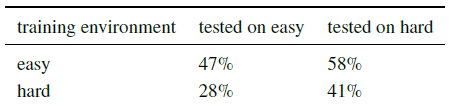 training environment tested on easy tested on hard
easy 47% 58%
hard 28% 41%